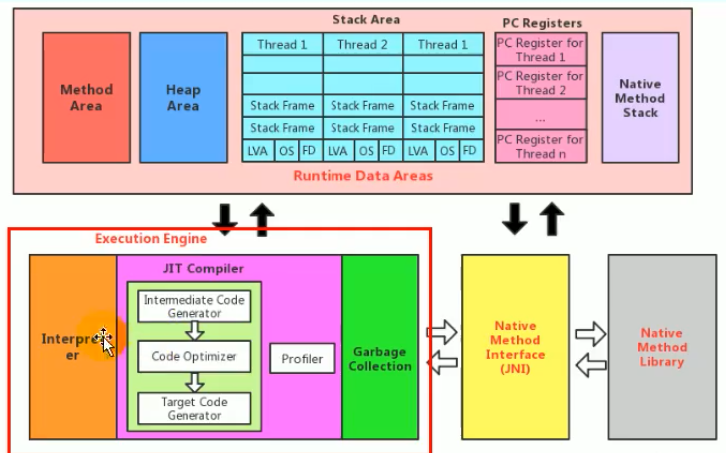 Stack Area
PC Registers
Method
Area
Heap
Area
Thread 1
Thread 2
Thread 1
Stack Frame
Stack Frame
Stack Frame
Stack Frame
Stack Frame
Stack Frame
LVA
OS
FD
LVA
OS
FD
LVA
OS
FD
PC Register for
Thread 1
PC Register for
Thread 2
...
PC Register for
Thread n
Native
Method
Stack
Runtime Data Areas
Execution Engine
er
JIT Compiler
Intermediate Code
Generator
Code Optimizer
Target Code
Generator
Profiler
Garbage
Collection
Native
Method
Interface
(JNI)
Native
Method
Library